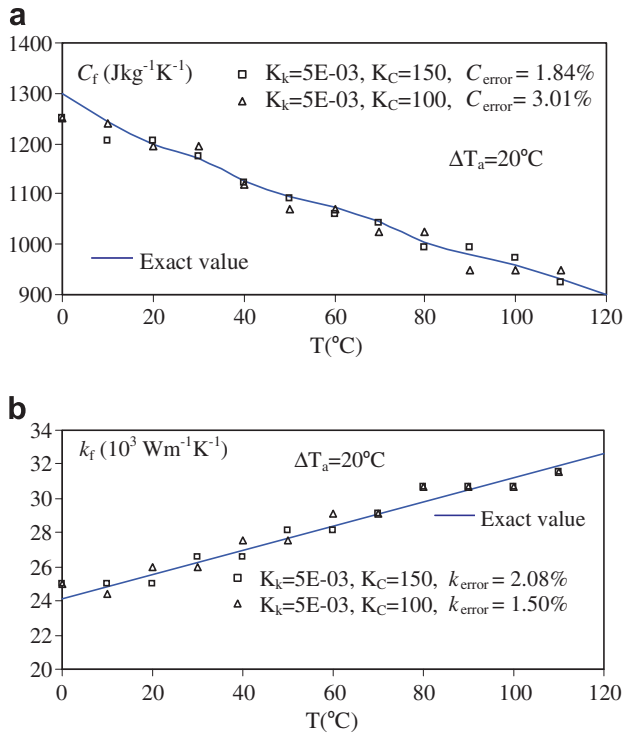 a
1400
1300
1200
1100
1000
900
C_f (Jkg⁻¹K⁻¹)
K_k=5E-03, K_C=150, C_error = 1.84%
K_k=5E-03, K_C=100, C_error = 3.01%
ΔT_a=20°C
Exact value
0 20 40 60 80 100 120
T(°C)
b
34
32
30
28
26
24
22
20
k_f (10³ Wm⁻¹K⁻¹)
ΔT_a=20°C
Exact value
K_k=5E-03, K_C=150, k_error = 2.08%
K_k=5E-03, K_C=100, k_error = 1.50%
0 20 40 60 80 100 120
T(°C)